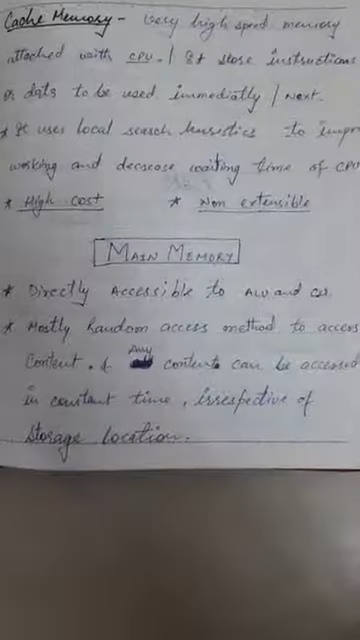 Cache Memory - Very high speed memory
attached with CPU. | It store instructions
or data to be used immediatly / Next.
* It uses local search heuristics to impro
working and decrease waiting time of CPU
* High cost * Non extensible
MAIN MEMORY
* Directly Accessible to ALU and CU.
* Mostly Random access method to access
Content. & Any contents can be accessed
in constant time, irrespective of
Storage location.